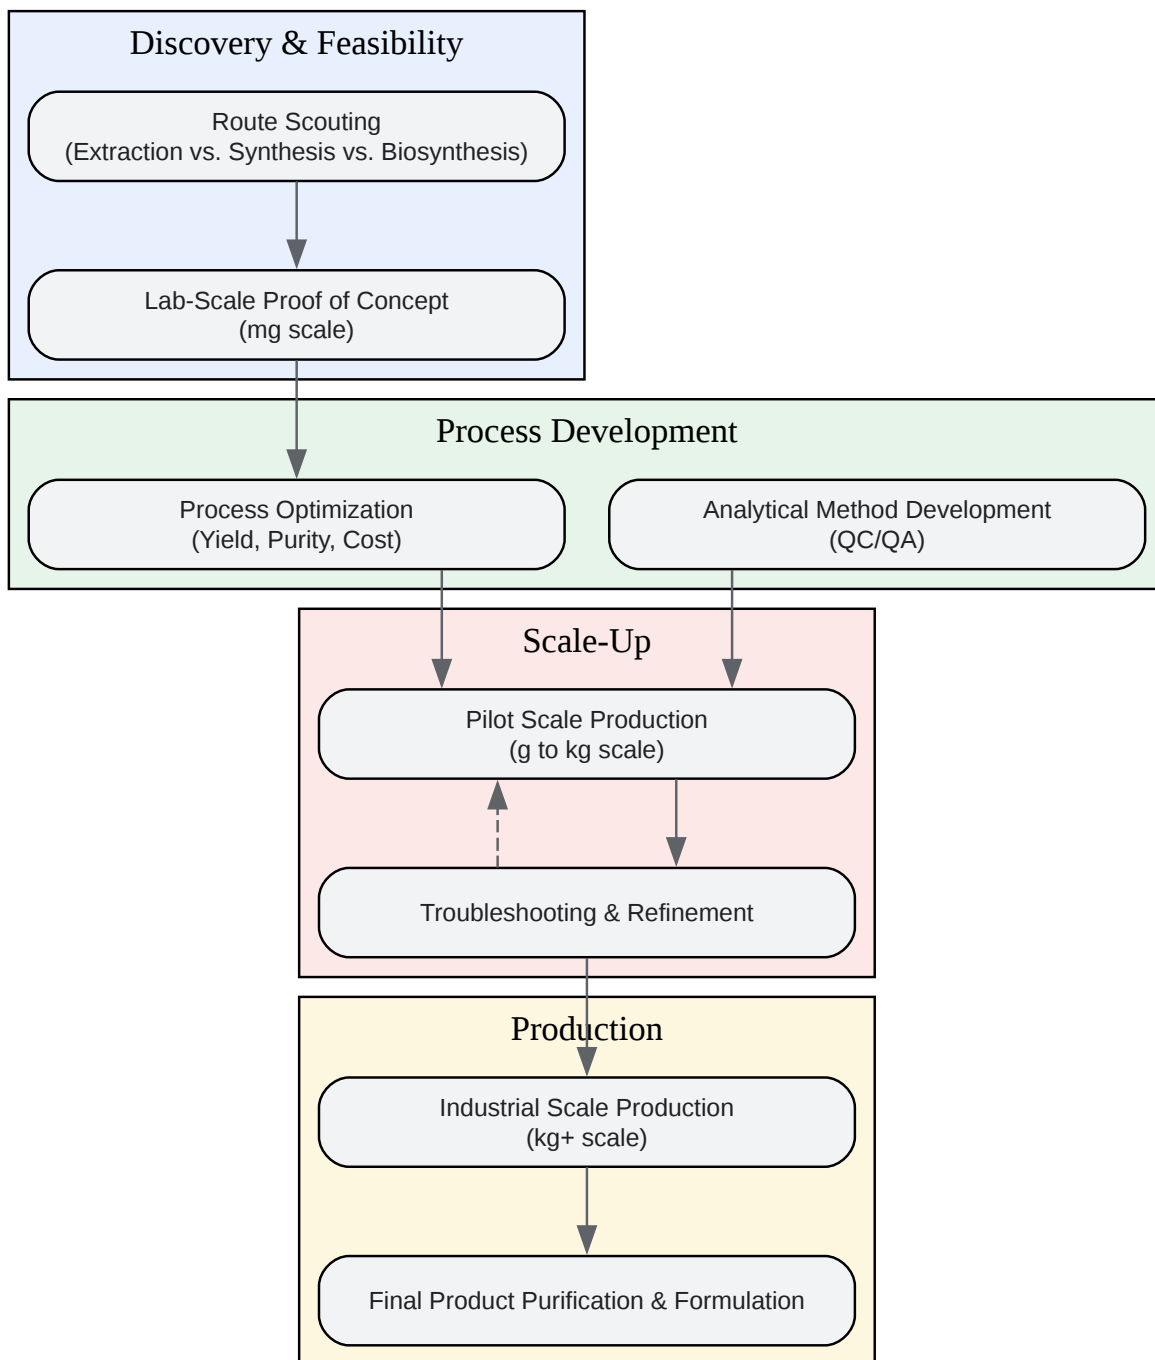 Discovery & Feasibility
Route Scouting
(Extraction vs. Synthesis vs. Biosynthesis)
Lab-Scale Proof of Concept
(mg scale)
Process Development
Process Optimization
(Yield, Purity, Cost)
Analytical Method Development
(QC/QA)
Scale-Up
Pilot Scale Production
(g to kg scale)
Troubleshooting & Refinement
Production
Industrial Scale Production
(kg+ scale)
Final Product Purification & Formulation